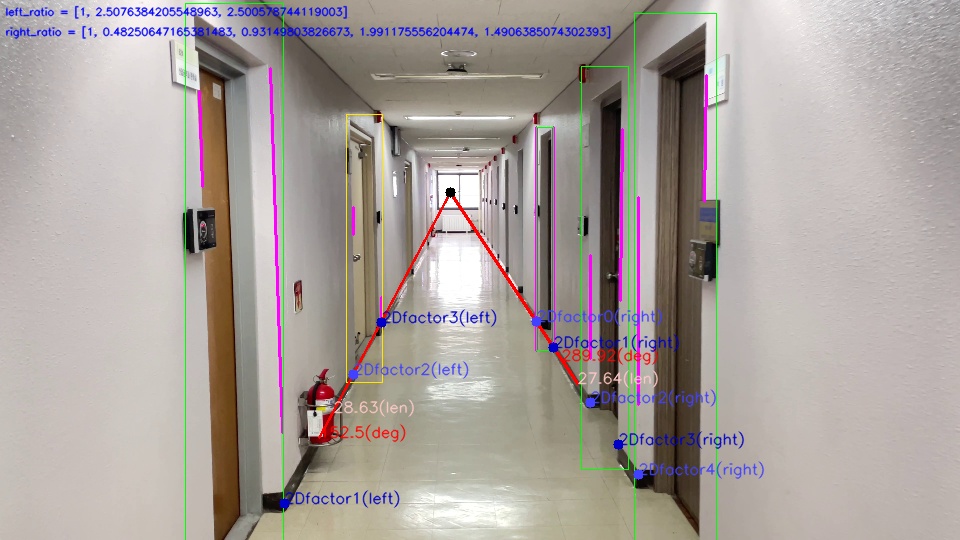 left_ratio = [1, 2.5076384205548963, 2.500578744119003]
right_ratio = [1, 0.48250647165381483, 0.93149803826673, 1.991175556204474, 1.4906385074302393]
2Dfactor3(left)
2Dfactor0(right)
2Dfactor1(right)
289.92(deg)
2Dfactor2(left)
27.64(len)
2Dfactor2(right)
28.63(len)
52.5(deg)
2Dfactor3(right)
2Dfactor4(right)
2Dfactor1(left)